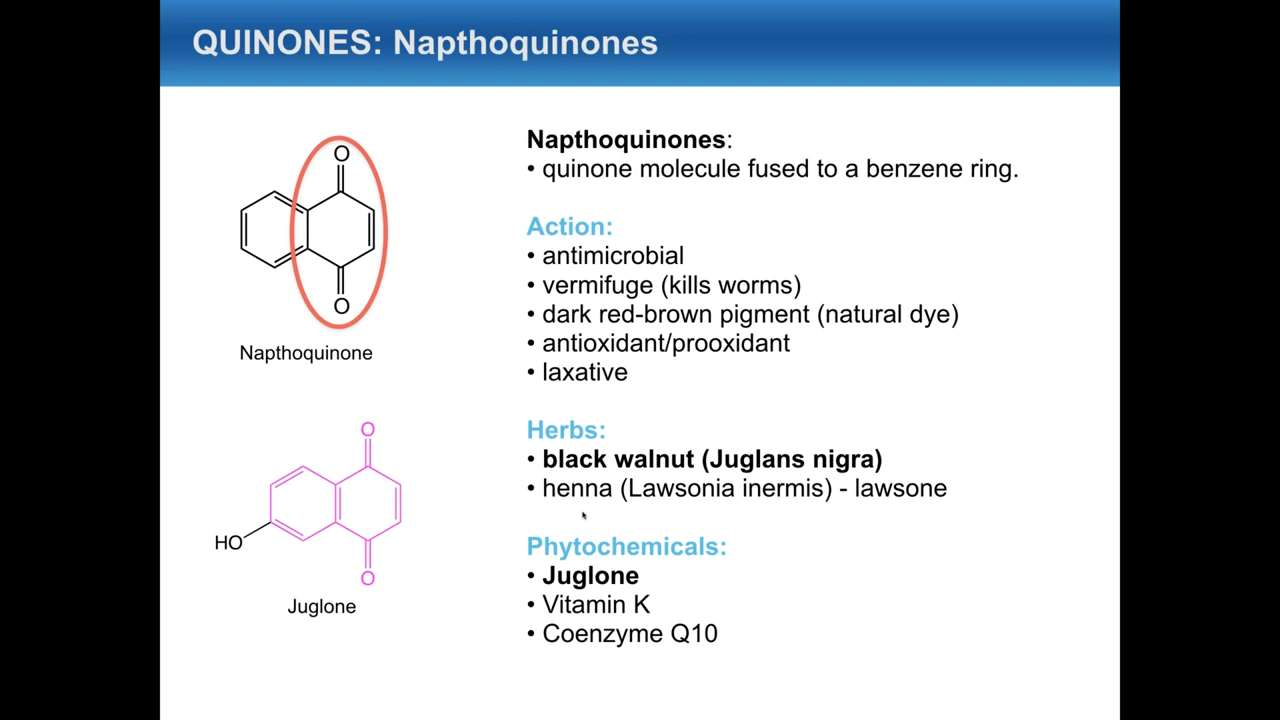 QUINONES: Napthoquinones
O
O
Napthoquinone
O
HO
O
Juglone
Napthoquinones:
• quinone molecule fused to a benzene ring.
Action:
• antimicrobial
• vermifuge (kills worms)
• dark red-brown pigment (natural dye)
• antioxidant/prooxidant
• laxative
Herbs:
• black walnut (Juglans nigra)
• henna (Lawsonia inermis) - lawsone
Phytochemicals:
• Juglone
• Vitamin K
• Coenzyme Q10